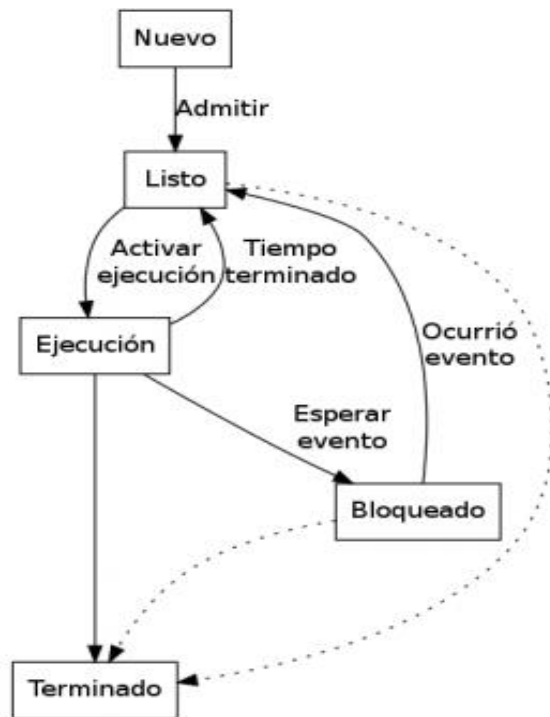 Nuevo
Admitir
Listo
Activar
ejecución
Tiempo
terminado
Ejecución
Ocurrió
evento
Esperar
evento
Bloqueado
Terminado